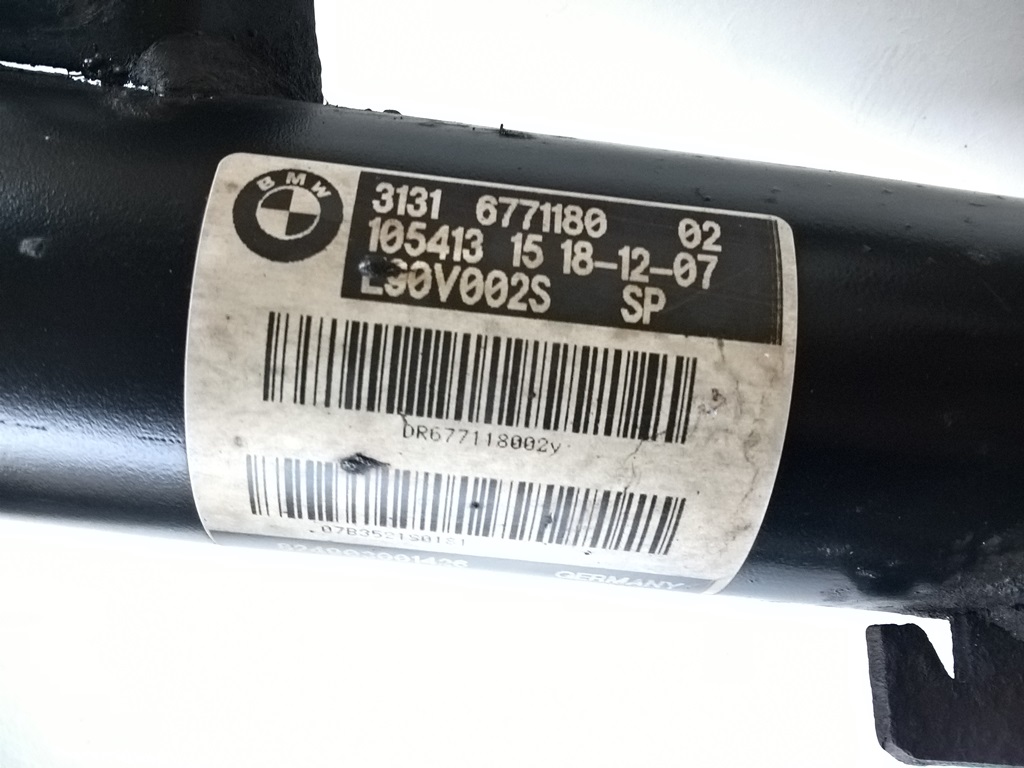 BMW
3131 6771180 02
105413 15 18-12-07
E90V002S SP
DR677118002y
GERMANY